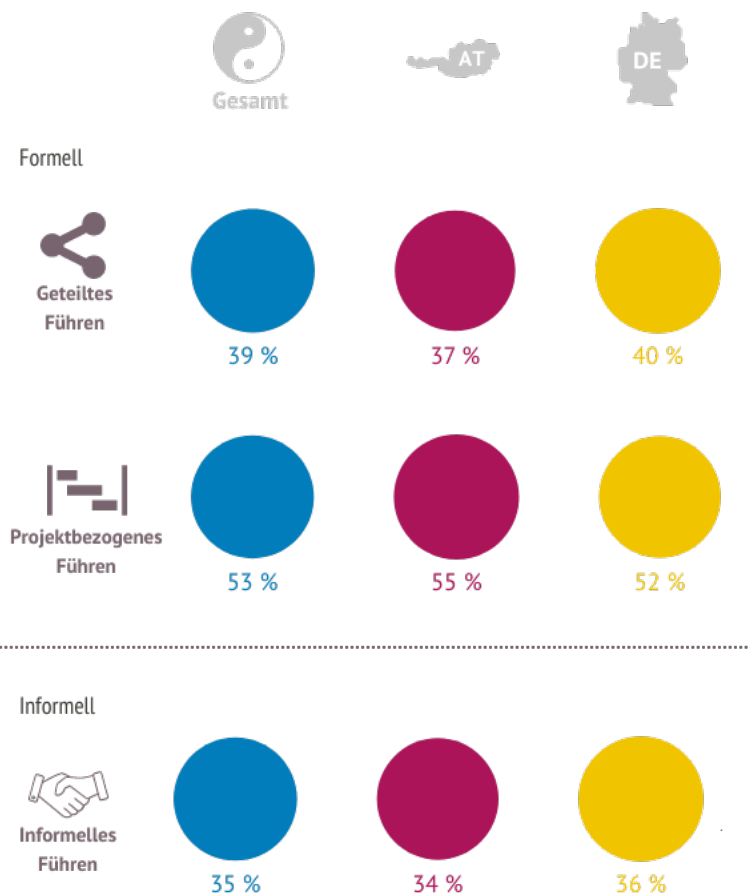 Gesamt
AT
DE
Formell
Geteiltes
Führen
39 %
37 %
40 %
Projektbezogenes
Führen
53 %
55 %
52 %
Informell
Informelles
Führen
35 %
34 %
36 %